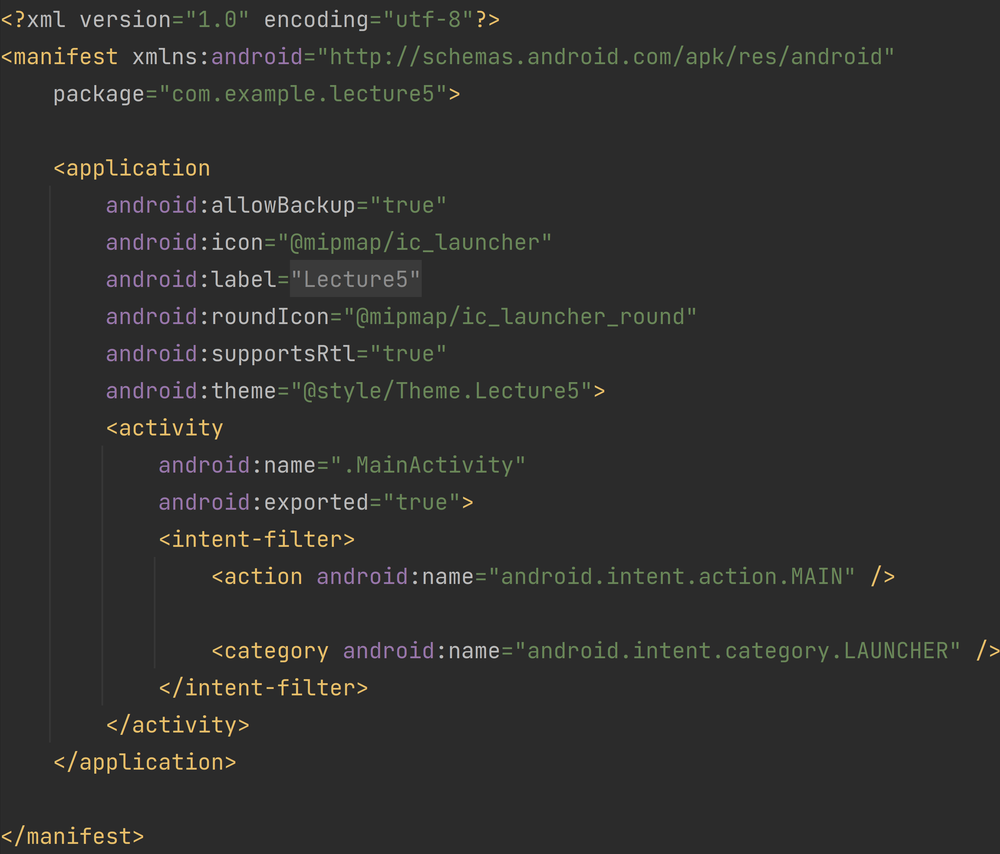 <?xml version="1.0" encoding="utf-8"?>
<manifest xmlns:android="http://schemas.android.com/apk/res/android"
    package="com.example.lecture5">

    <application
        android:allowBackup="true"
        android:icon="@mipmap/ic_launcher"
        android:label="Lecture5"
        android:roundIcon="@mipmap/ic_launcher_round"
        android:supportsRtl="true"
        android:theme="@style/Theme.Lecture5">
        <activity
            android:name=".MainActivity"
            android:exported="true">
            <intent-filter>
                <action android:name="android.intent.action.MAIN" />

                <category android:name="android.intent.category.LAUNCHER" />
            </intent-filter>
        </activity>
    </application>

</manifest>